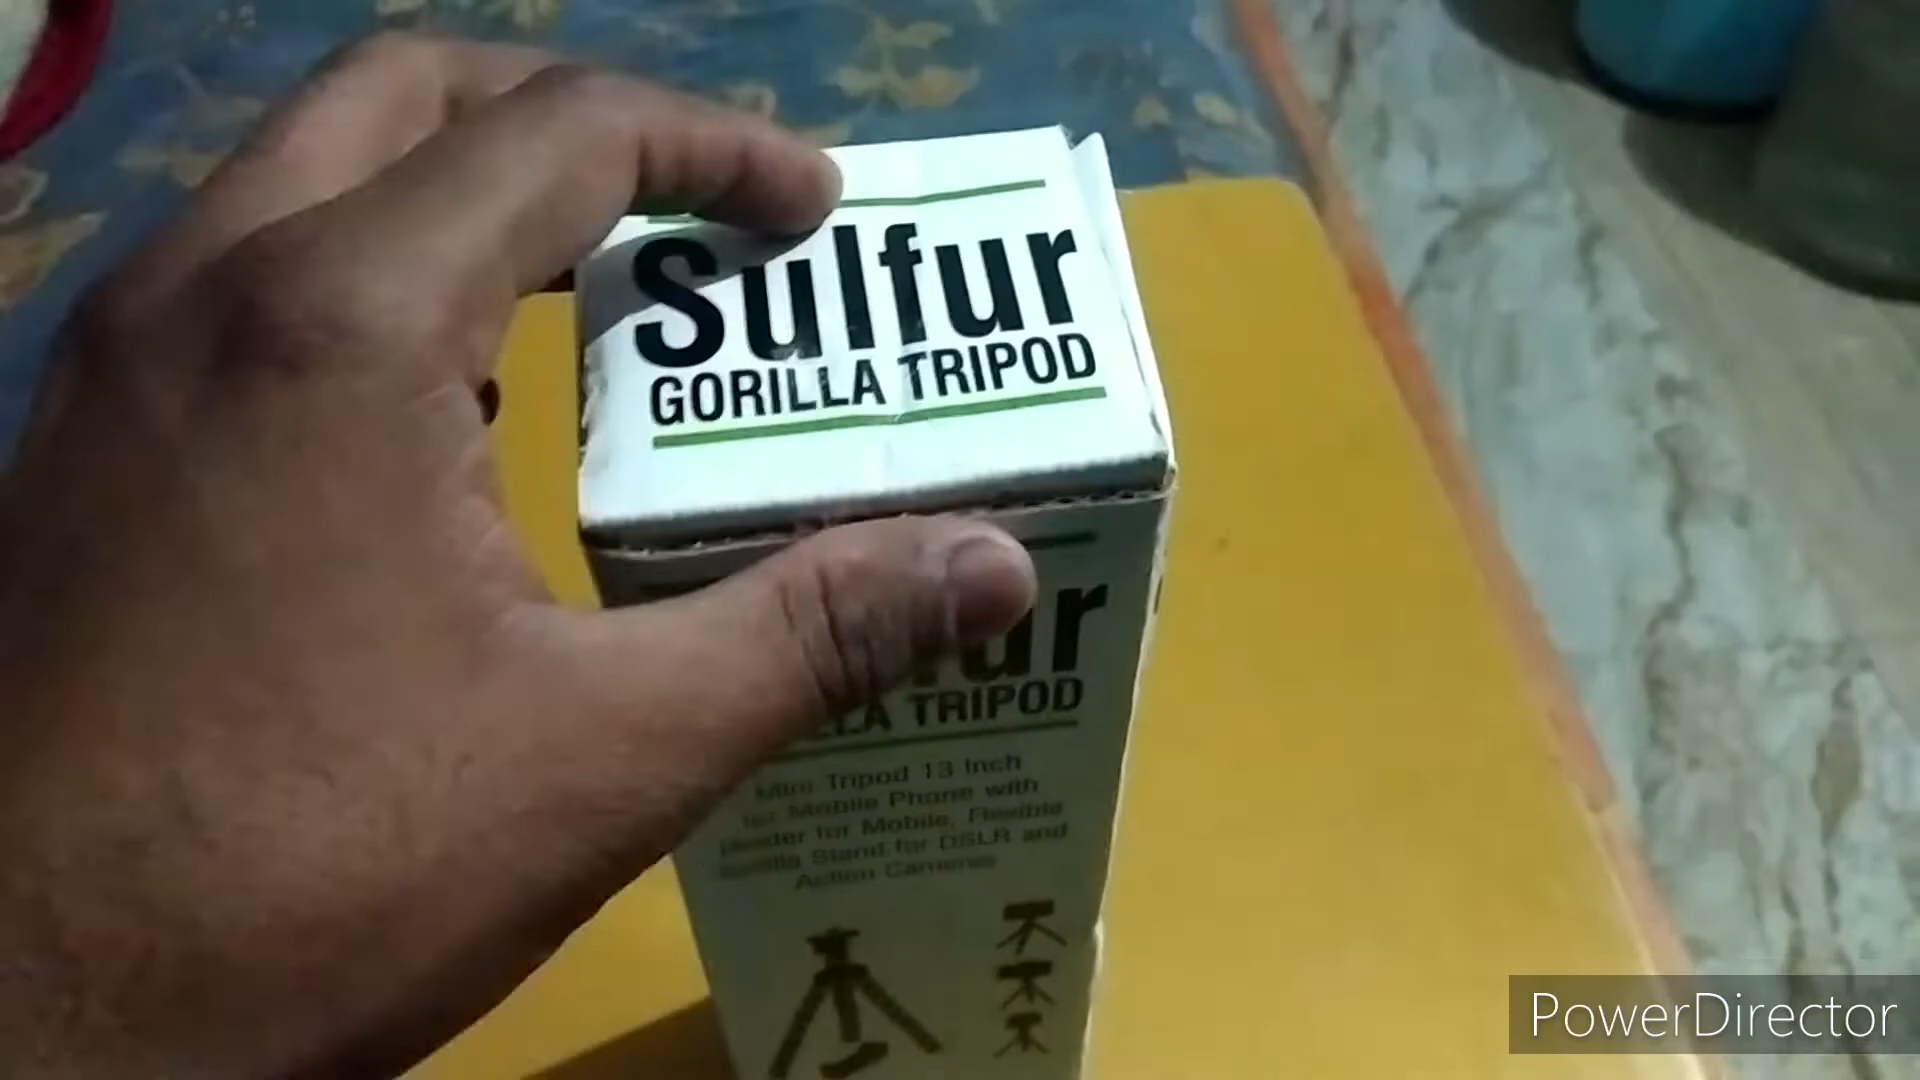 Sulfur
GORILLA TRIPOD
ur
LLA TRIPOD
Mini Tripod 13 Inch
for Mobile Phone with
Holder for Mobile, Flexible
Gorilla Stand for DSLR and
Action Cameras
PowerDirector